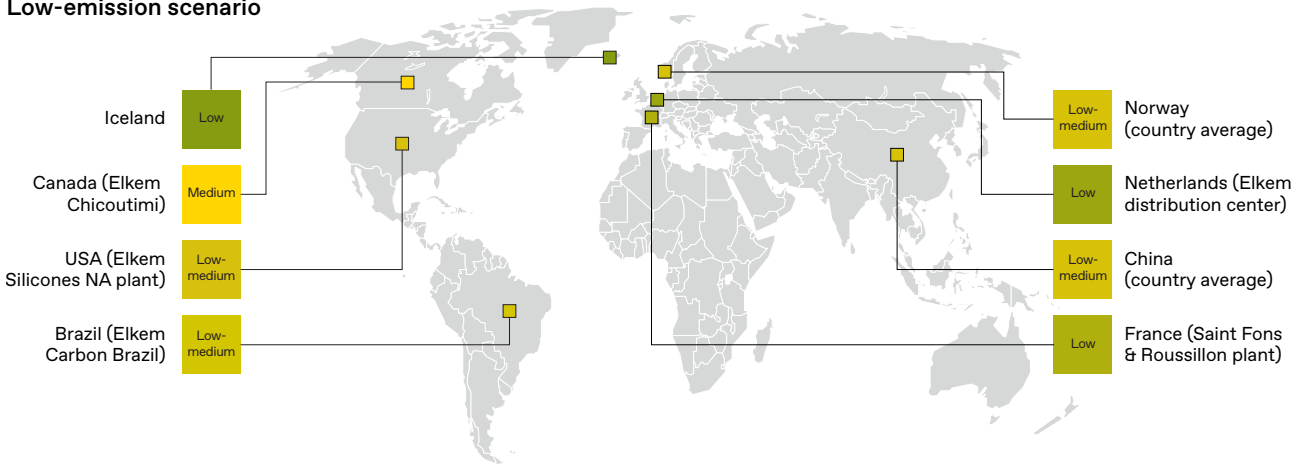 Low-emission scenario
Iceland
Low
Canada (Elkem
Chicoutimi)
Medium
USA (Elkem
Silicones NA plant)
Low-
medium
Brazil (Elkem
Carbon Brazil)
Low-
medium
Low-
medium
Norway
(country average)
Low
Netherlands (Elkem
distribution center)
Low-
medium
China
(country average)
Low
France (Saint Fons
& Roussillon plant)